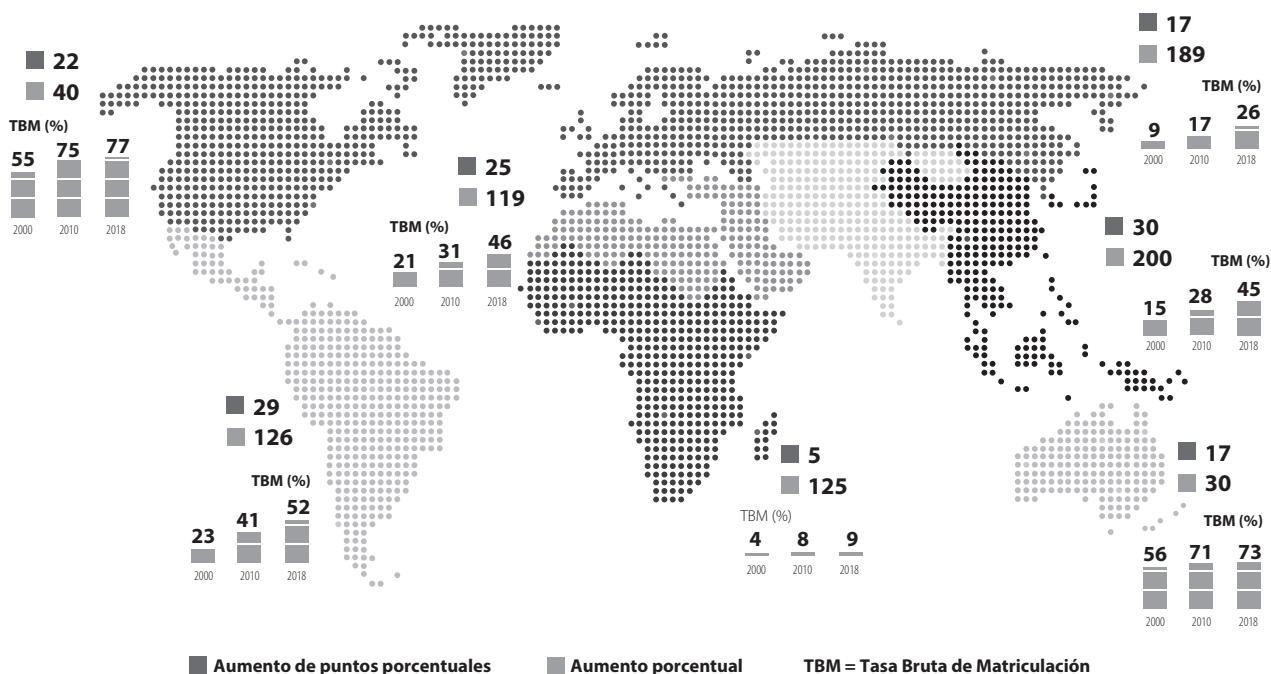 22
40
TBM (%)
55 75 77
2000 2010 2018
25
119
TBM (%)
21 31 46
2000 2010 2018
17
189
TBM (%)
9 17 26
2000 2010 2018
30
200
TBM (%)
15 28 45
2000 2010 2018
29
126
TBM (%)
23 41 52
2000 2010 2018
5
125
TBM (%)
4 8 9
2000 2010 2018
17
30
TBM (%)
56 71 73
2000 2010 2018
Aumento de puntos porcentuales Aumento porcentual TBM = Tasa Bruta de Matriculación